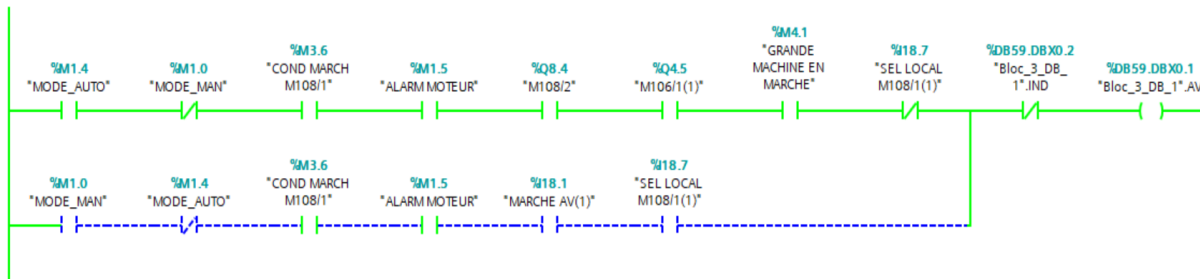 %M4.1
%M3.6 "GRANDE %I18.7 %DB59.DBX0.2
%M1.4 %M1.0 "COND MARCH %M1.5 %Q8.4 %Q4.5 MACHINE EN "SEL LOCAL "Bloc_3_DB_ %DB59.DBX0.1
"MODE_AUTO" "MODE_MAN" M108/1" "ALARM MOTEUR" "M108/2" "M106/1(1)" MARCHE" M108/1(1)" 1".IND "Bloc_3_DB_1".AV
%M3.6 %I18.7
%M1.0 %M1.4 "COND MARCH %M1.5 %I18.1 "SEL LOCAL
"MODE_MAN" "MODE_AUTO" M108/1" "ALARM MOTEUR" "MARCHE AV(1)" M108/1(1)"